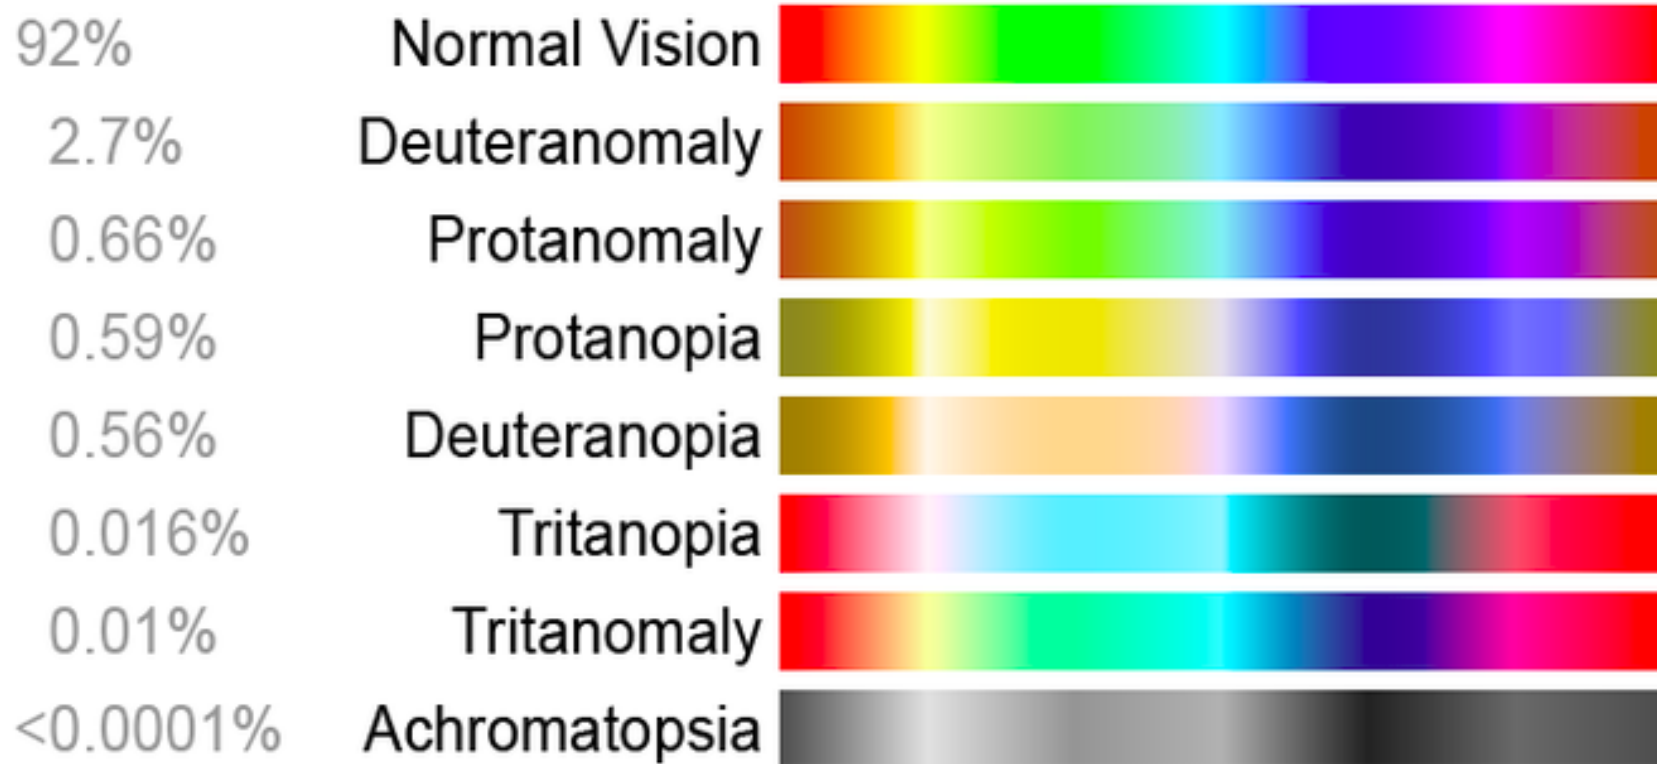 92% Normal Vision
2.7% Deuteranomaly
0.66% Protanomaly
0.59% Protanopia
0.56% Deuteranopia
0.016% Tritanopia
0.01% Tritanomaly
<0.0001% Achromatopsia